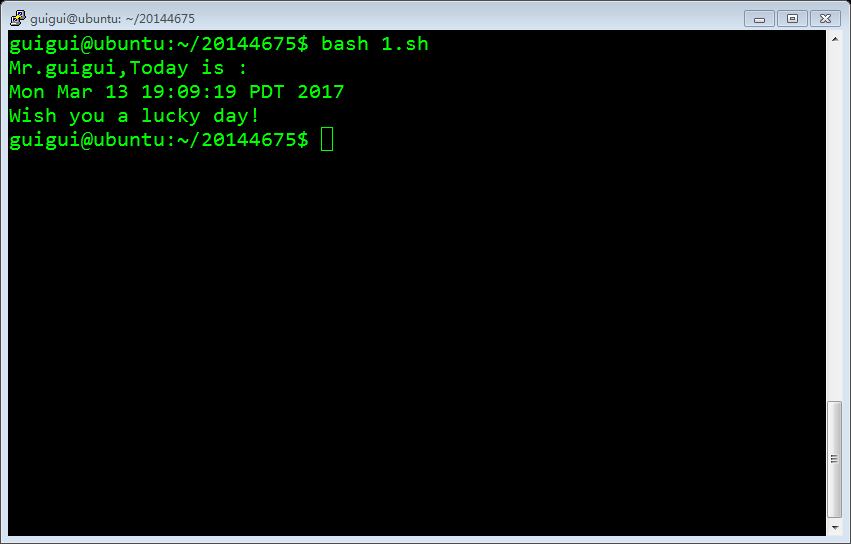 guigui@ubuntu: ~/20144675
guigui@ubuntu:~/20144675$ bash 1.sh
Mr.guigui,Today is :
Mon Mar 13 19:09:19 PDT 2017
Wish you a lucky day!
guigui@ubuntu:~/20144675$